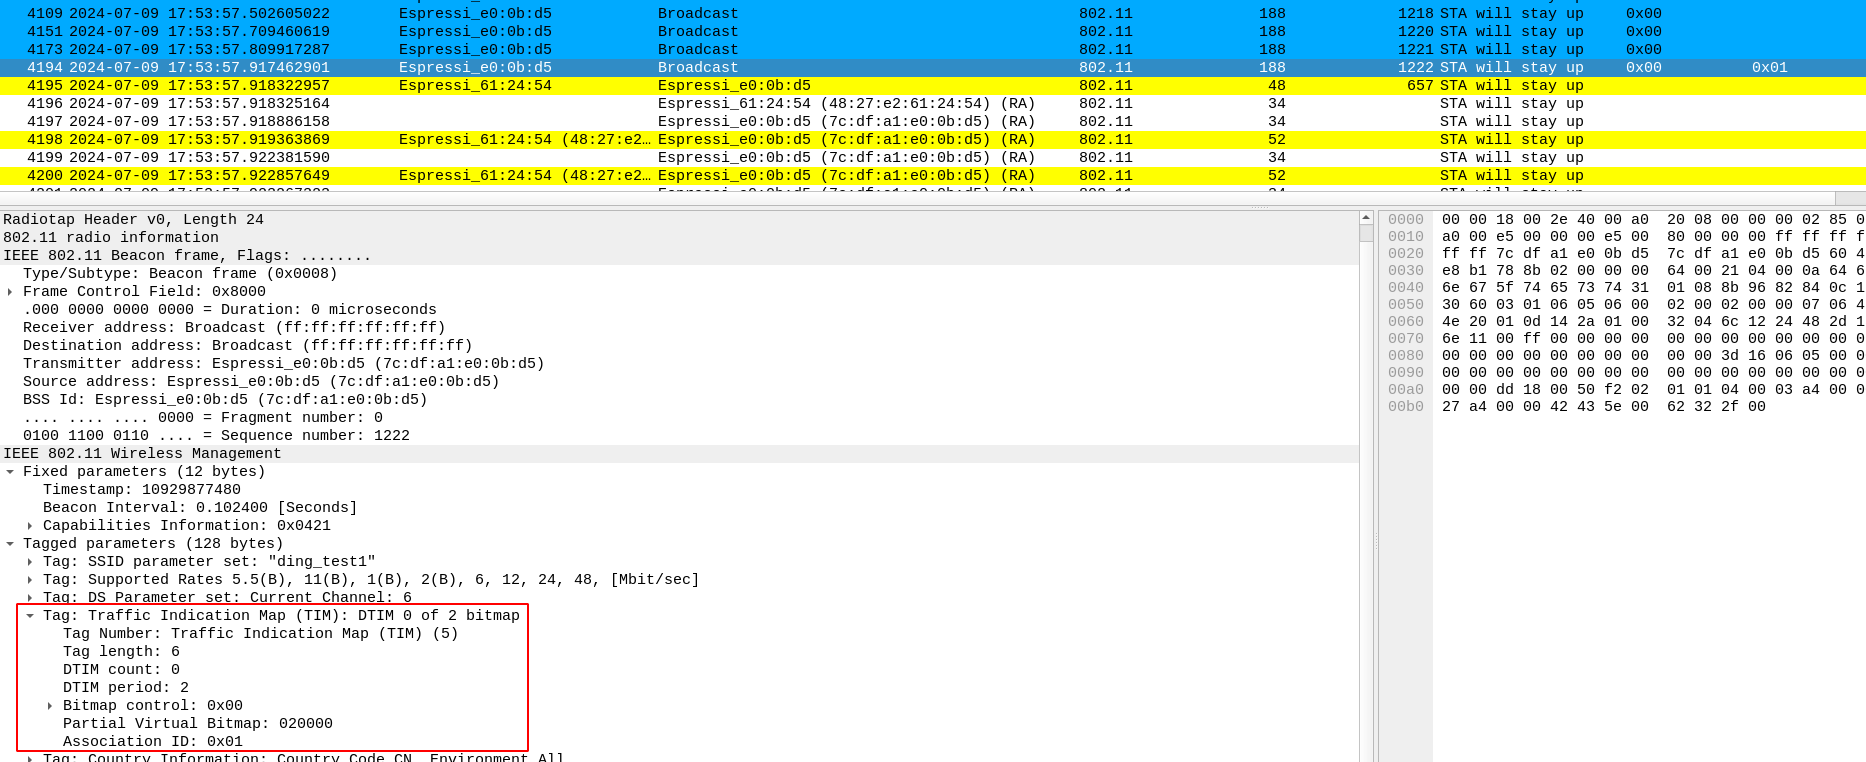 4109 2024-07-09 17:53:57.502605022 Espressi_e0:0b:d5 Broadcast 802.11 188 1218 STA will stay up 0x00
4151 2024-07-09 17:53:57.709460619 Espressi_e0:0b:d5 Broadcast 802.11 188 1220 STA will stay up 0x00
4173 2024-07-09 17:53:57.809917287 Espressi_e0:0b:d5 Broadcast 802.11 188 1221 STA will stay up 0x00
4194 2024-07-09 17:53:57.917462901 Espressi_e0:0b:d5 Broadcast 802.11 188 1222 STA will stay up 0x00 0x01
4195 2024-07-09 17:53:57.918322957 Espressi_61:24:54 Espressi_e0:0b:d5 802.11 48 657 STA will stay up
4196 2024-07-09 17:53:57.918325164 Espressi_61:24:54 (48:27:e2:61:24:54) (RA) 802.11 34 STA will stay up
4197 2024-07-09 17:53:57.918886158 Espressi_e0:0b:d5 (7c:df:a1:e0:0b:d5) (RA) 802.11 34 STA will stay up
4198 2024-07-09 17:53:57.919363869 Espressi_61:24:54 (48:27:e2… Espressi_e0:0b:d5 (7c:df:a1:e0:0b:d5) (RA) 802.11 52 STA will stay up
4199 2024-07-09 17:53:57.922381590 Espressi_e0:0b:d5 (7c:df:a1:e0:0b:d5) (RA) 802.11 34 STA will stay up
4200 2024-07-09 17:53:57.922857649 Espressi_61:24:54 (48:27:e2… Espressi_e0:0b:d5 (7c:df:a1:e0:0b:d5) (RA) 802.11 52 STA will stay up
Radiotap Header v0, Length 24
802.11 radio information
IEEE 802.11 Beacon frame, Flags: ........
Type/Subtype: Beacon frame (0x0008)
Frame Control Field: 0x8000
.000 0000 0000 0000 = Duration: 0 microseconds
Receiver address: Broadcast (ff:ff:ff:ff:ff:ff)
Destination address: Broadcast (ff:ff:ff:ff:ff:ff)
Transmitter address: Espressi_e0:0b:d5 (7c:df:a1:e0:0b:d5)
Source address: Espressi_e0:0b:d5 (7c:df:a1:e0:0b:d5)
BSS Id: Espressi_e0:0b:d5 (7c:df:a1:e0:0b:d5)
.... .... .... 0000 = Fragment number: 0
0100 1100 0110 .... = Sequence number: 1222
IEEE 802.11 Wireless Management
Fixed parameters (12 bytes)
Timestamp: 10929877480
Beacon Interval: 0.102400 [Seconds]
Capabilities Information: 0x0421
Tagged parameters (128 bytes)
Tag: SSID parameter set: "ding_test1"
Tag: Supported Rates 5.5(B), 11(B), 1(B), 2(B), 6, 12, 24, 48, [Mbit/sec]
Tag: DS Parameter set: Current Channel: 6
Tag: Traffic Indication Map (TIM): DTIM 0 of 2 bitmap
Tag Number: Traffic Indication Map (TIM) (5)
Tag length: 6
DTIM count: 0
DTIM period: 2
Bitmap control: 0x00
Partial Virtual Bitmap: 020000
Association ID: 0x01
Tag: Country Information: Country Code CN, Environment All
0000 00 00 18 00 2e 40 00 a0 20 08 00 00 00 02 85 0
0010 a0 00 e5 00 00 00 e5 00 80 00 00 00 ff ff ff f
0020 ff ff 7c df a1 e0 0b d5 7c df a1 e0 0b d5 60 4
0030 e8 b1 78 8b 02 00 00 00 64 00 21 04 00 0a 64 6
0040 6e 67 5f 74 65 73 74 31 01 08 8b 96 82 84 0c 1
0050 30 60 03 01 06 05 06 00 02 00 02 00 00 07 06 4
0060 4e 20 01 0d 14 2a 01 00 32 04 6c 12 24 48 2d 1
0070 6e 11 00 ff 00 00 00 00 00 00 00 00 00 00 00 0
0080 00 00 00 00 00 00 00 00 00 00 3d 16 06 05 00 0
0090 00 00 00 00 00 00 00 00 00 00 00 00 00 00 00 0
00a0 00 00 dd 18 00 50 f2 02 01 01 04 00 03 a4 00 0
00b0 27 a4 00 00 42 43 5e 00 62 32 2f 00